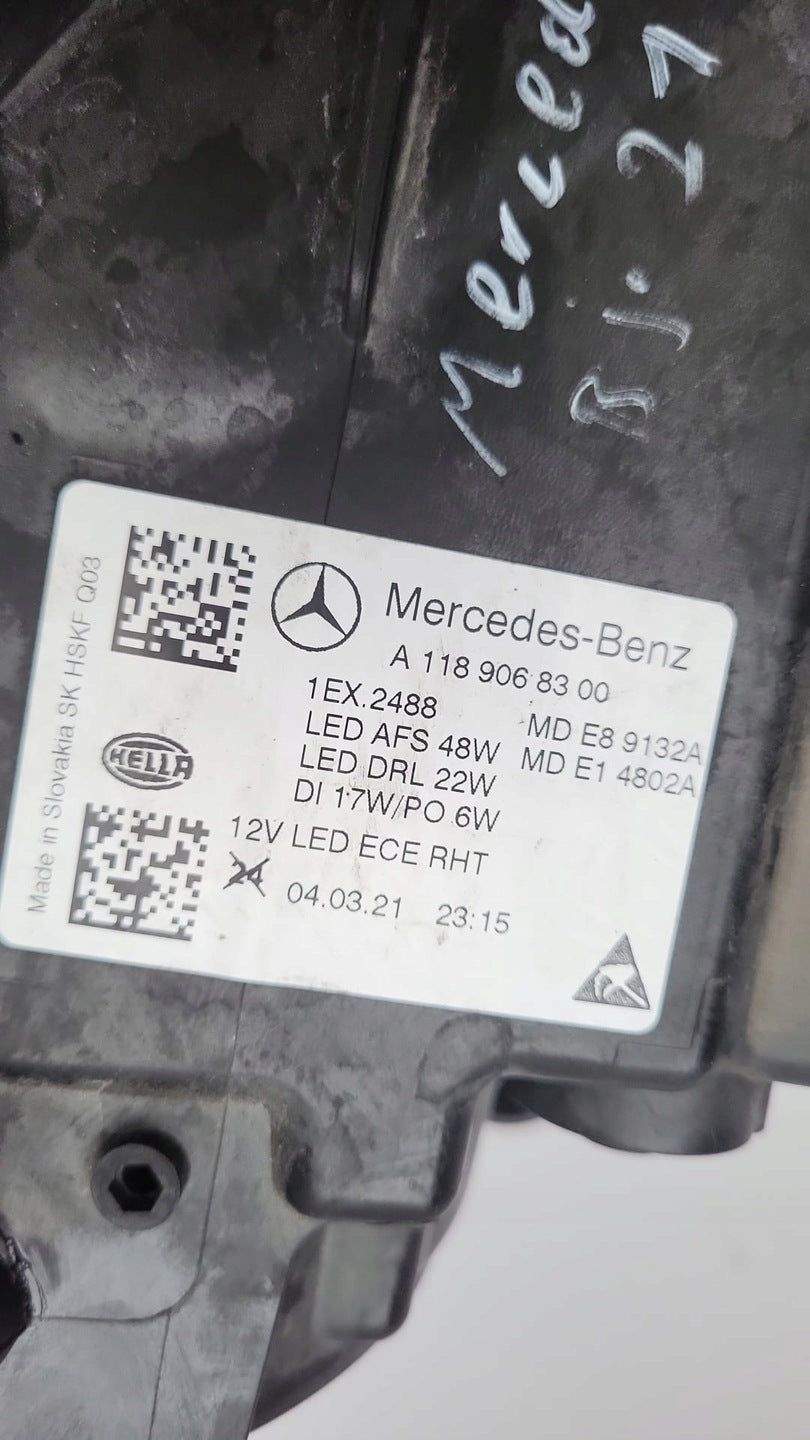 Merced
Bj. 21
Mercedes-Benz
A 118 906 83 00
1EX.2488
LED AFS 48W MD E8 9132A
LED DRL 22W MD E1 4802A
DI 17W/PO 6W
12V LED ECE RHT
24 04.03.21 23:15
HELLA
Made in Slovakia SK HSKF Q03